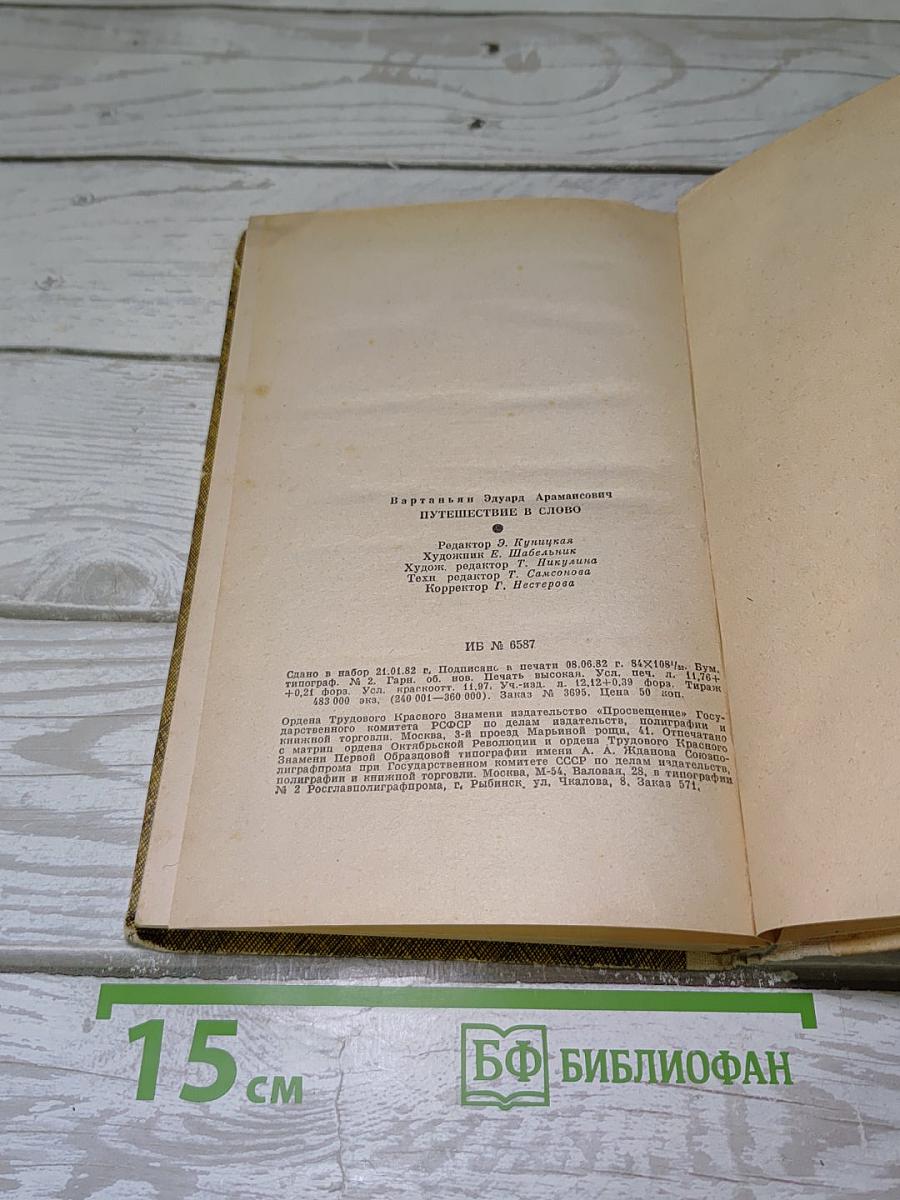 Вартаньян Эдуард Арамаисович
ПУТЕШЕСТВИЕ В СЛОВО
Редактор Э. Купицкая
Художник Е. Шабельник
Худож. редактор Т. Никулина
Техн. редактор Т. Самсонова
Корректор Г. Нестерова
ИБ № 6587
Сдано в набор 21.01.82 г. Подписано в печати 08.06.82 г. 84×108¹/₃₂. Бум.
типограф. № 2. Гарн. об. нов. Печать высокая. Усл. печ. л. 11,76+
+0,21 форз. Усл. краскоотт. 11,97. Уч.-изд. л. 12,12+0,39 форз. Тираж
483 000 экз. (240 001—360 000). Заказ № 3695. Цена 50 коп.
Ордена Трудового Красного Знамени издательство «Просвещение» Госу-
дарственного комитета РСФСР по делам издательств, полиграфии и
книжной торговли. Москва, 3-й проезд Марьиной рощи, 41. Отпечатано
с матриц ордена Октябрьской Революции и ордена Трудового Красного
Знамени Первой Образцовой типографии имени А. А. Жданова Союзпо-
лиграфпрома при Государственном комитете СССР по делам издательств,
полиграфии и книжной торговли. Москва, М-54, Валовая, 28, в типографии
№ 2 Росглавполиграфпрома, г. Рыбинск, ул. Чкалова, 8. Заказ 571.
15 см
БФ БИБЛИОФАН